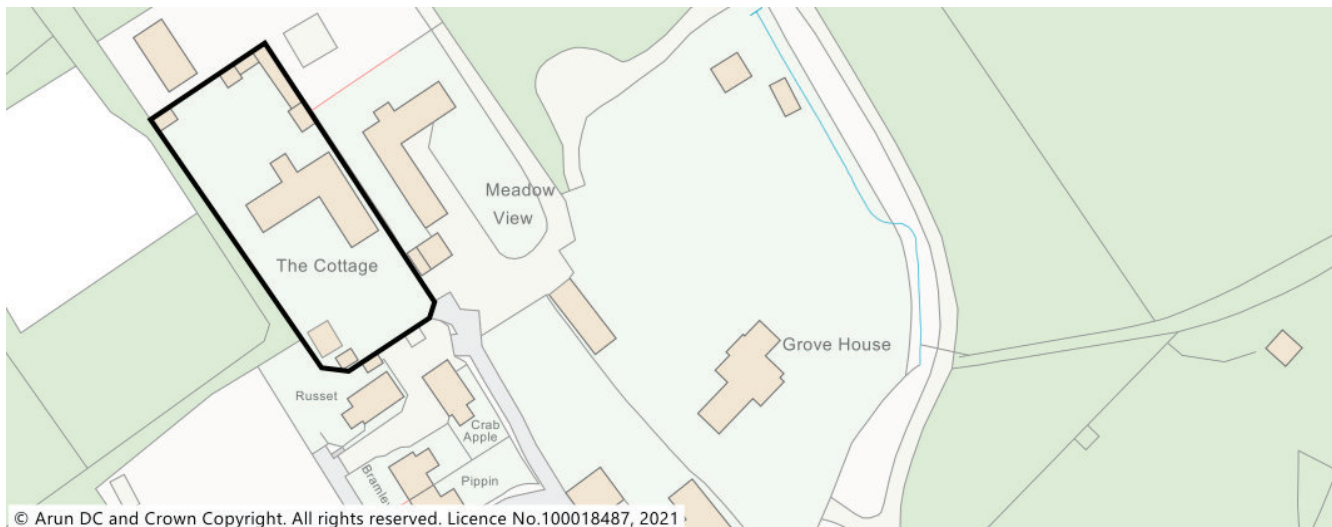 Meadow
View
The Cottage
Grove House
Russet
Crab
Apple
Bramley
Pippin
© Arun DC and Crown Copyright. All rights reserved. Licence No.100018487, 2021